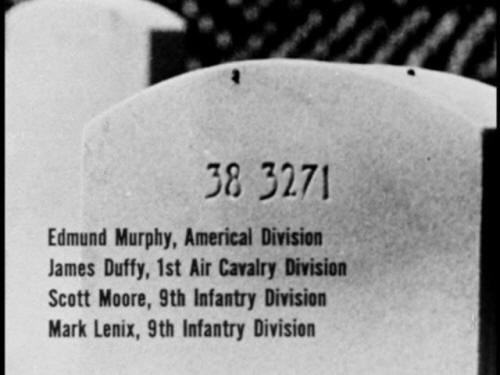 38 3271
Edmund Murphy, Americal Division
James Duffy, 1st Air Cavalry Division
Scott Moore, 9th Infantry Division
Mark Lenix, 9th Infantry Division